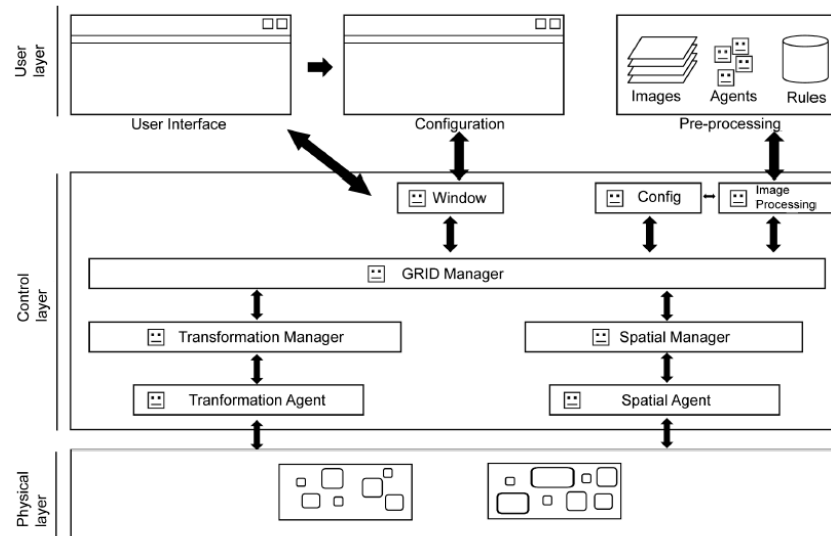 User
layer
Images
Agents
Rules
User Interface
Configuration
Pre-processing
Control
layer
Window
Config
Image
Processing
GRID Manager
Transformation Manager
Spatial Manager
Tranformation Agent
Spatial Agent
Physical
layer